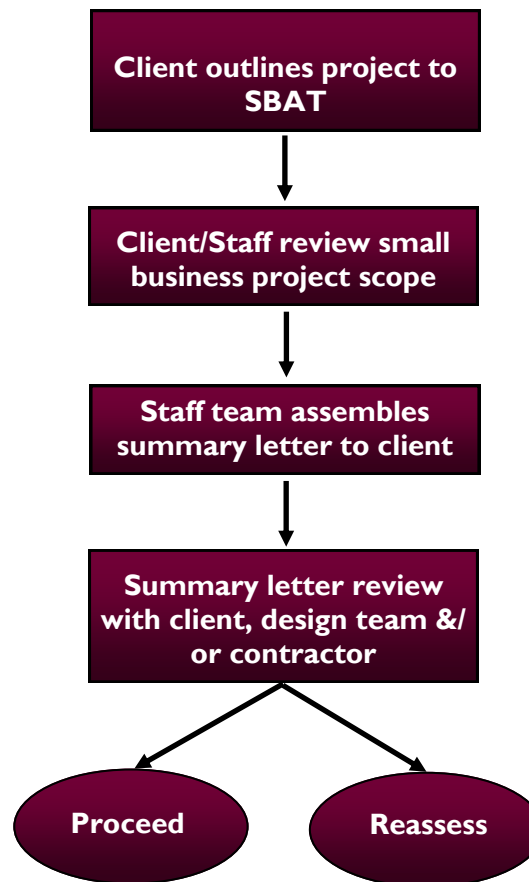 Client outlines project to
SBAT
Client/Staff review small
business project scope
Staff team assembles
summary letter to client
Summary letter review
with client, design team &/
or contractor
Proceed
Reassess